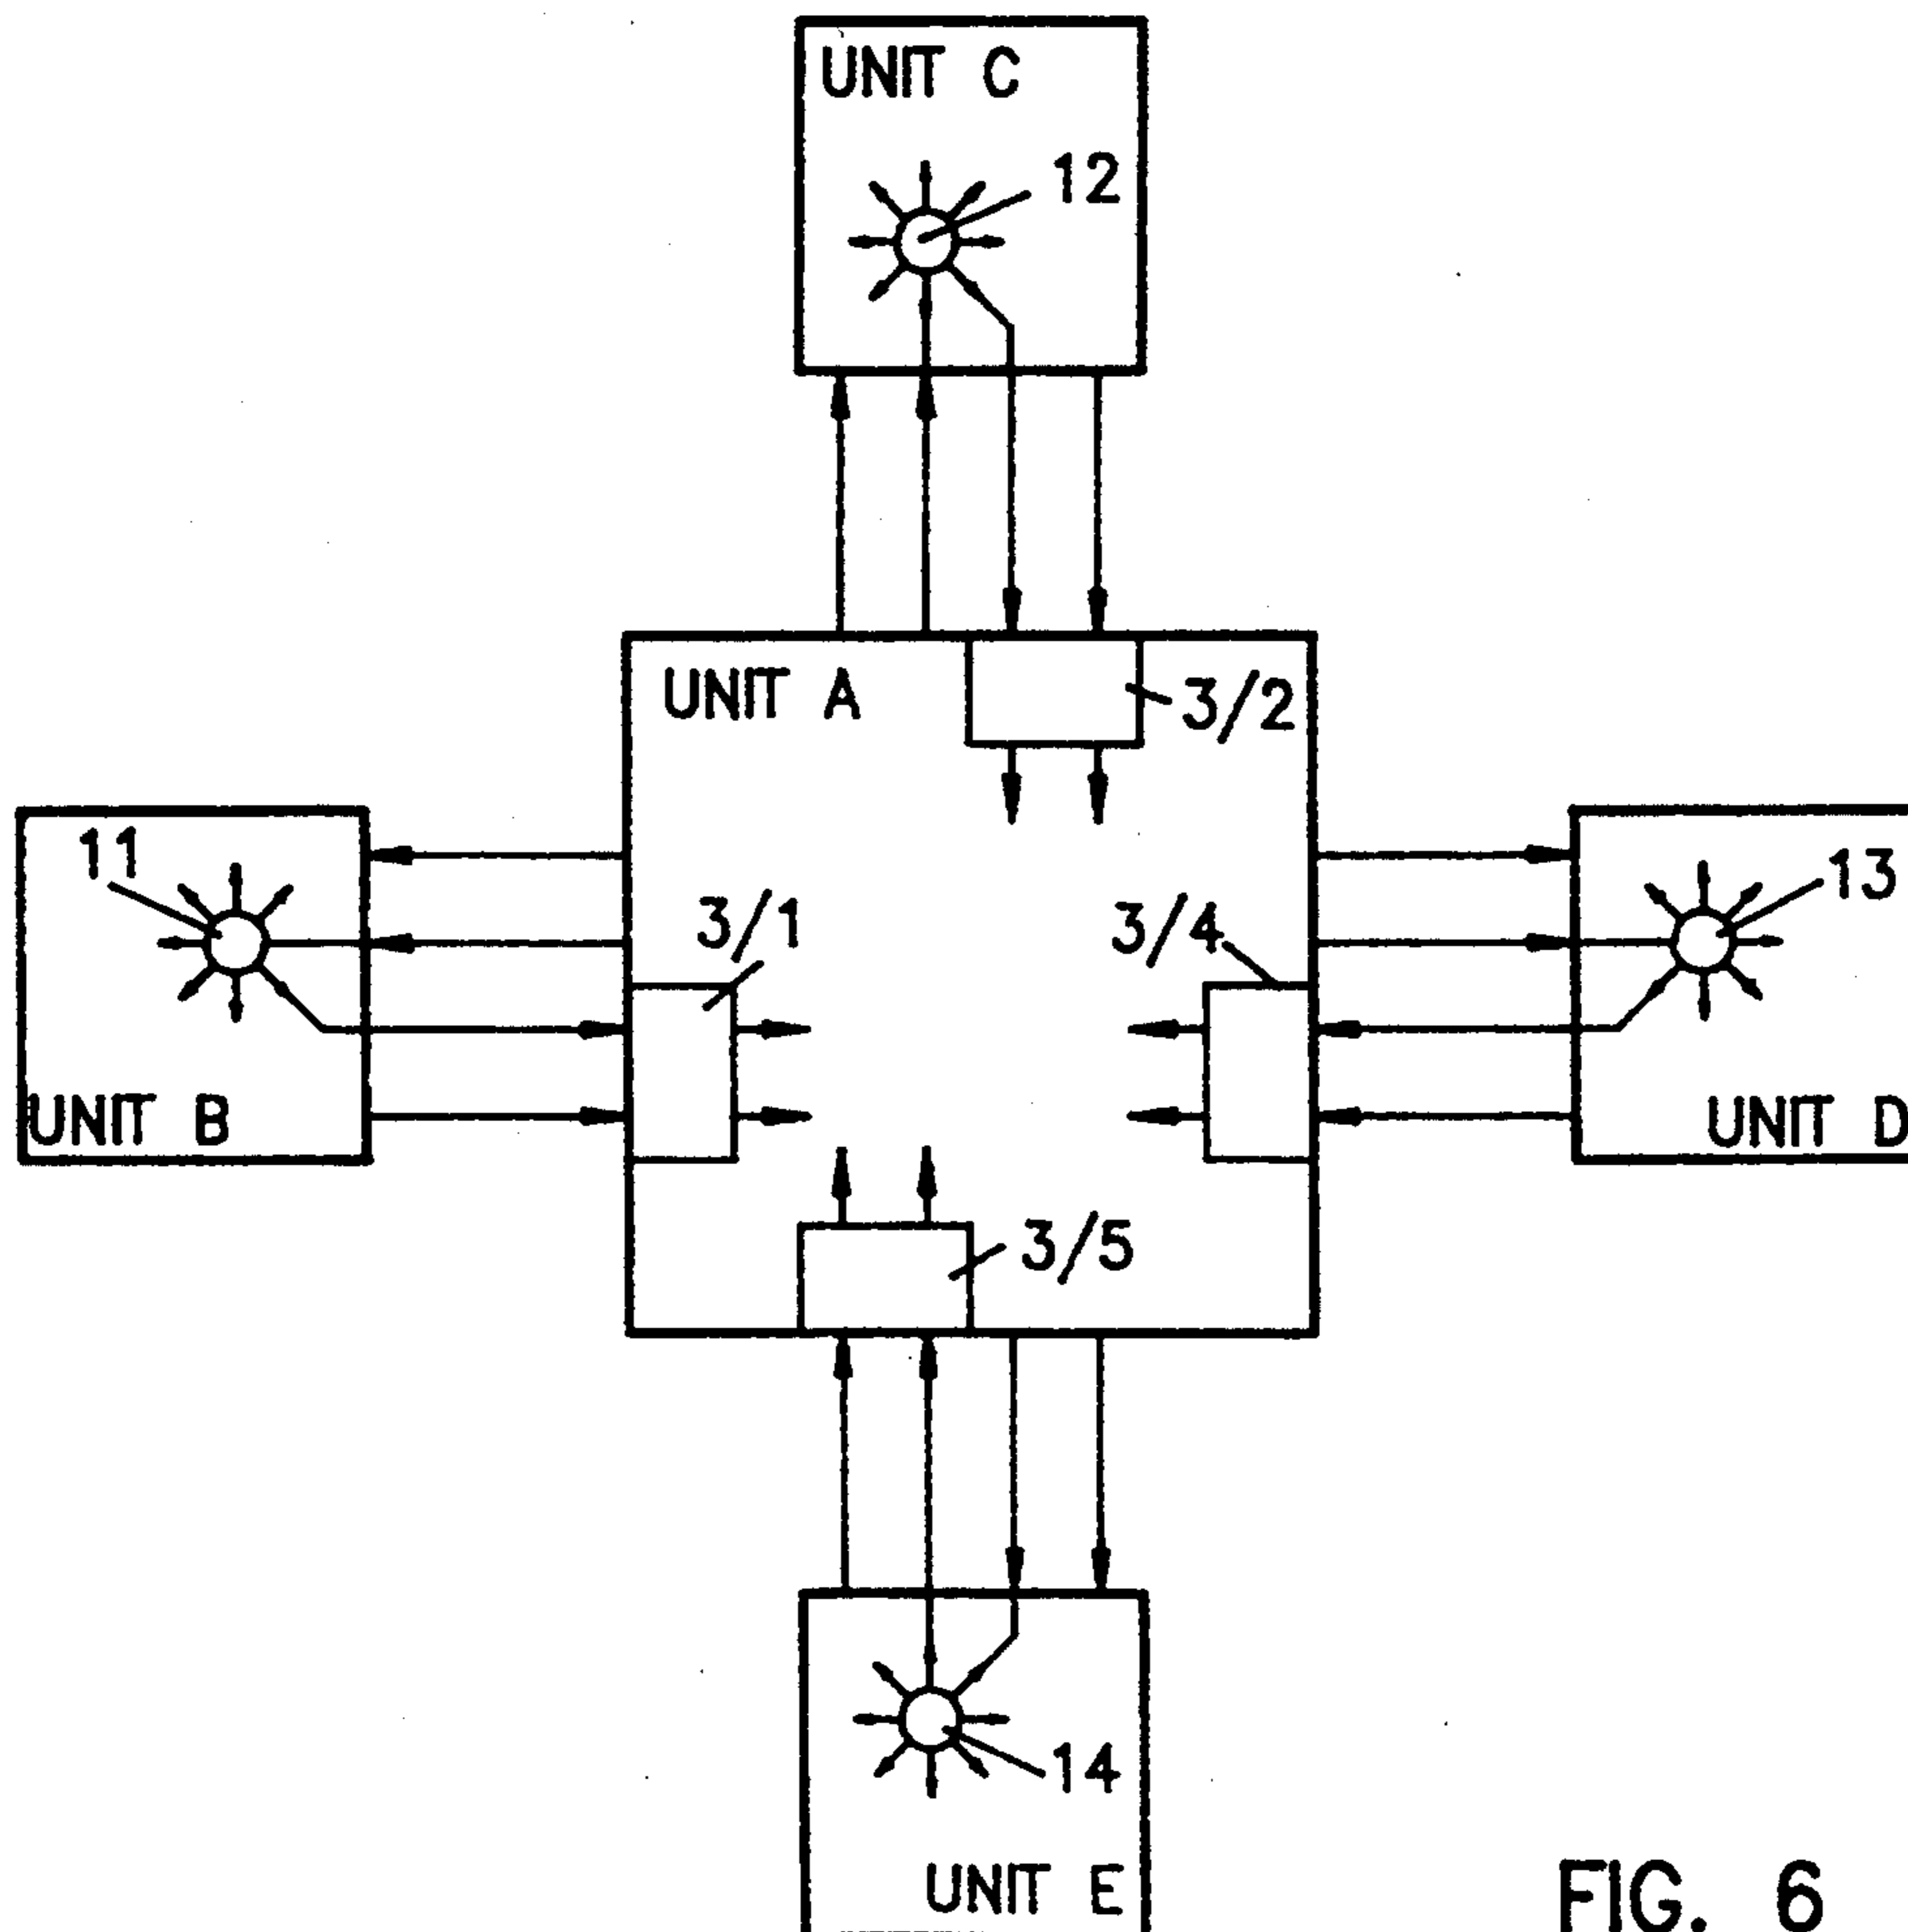 UNIT C
12
UNIT A
3/2
11
13
3/1
3/4
UNIT B
UNIT D
3/5
14
UNIT E
FIG. 6